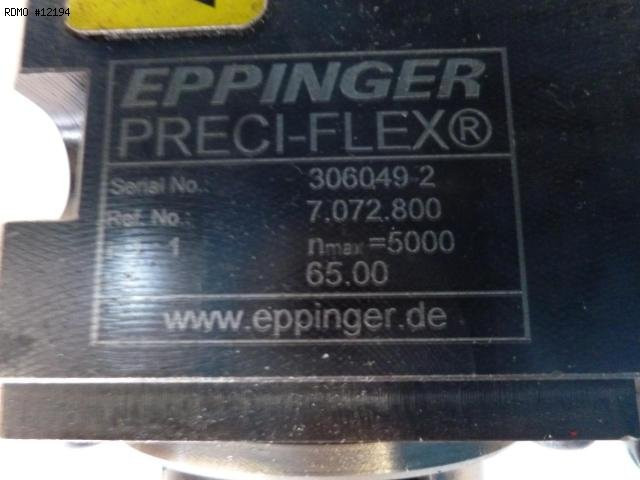 RDMO #12194
EPPINGER
PRECI-FLEX®
Serial No.: 306049-2
Ref. No.: 7.072.800
1 nmax=5000
65.00
www.eppinger.de